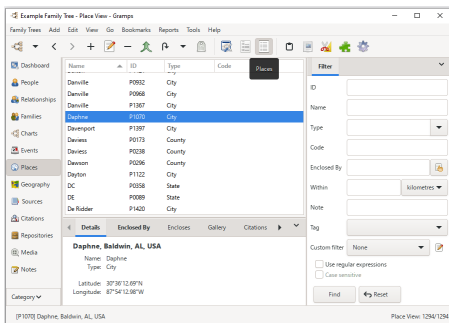 Example Family Tree - Place View - Gramps
Family Trees Add Edit View Go Bookmarks Reports Tools Help
Dashboard
People
Relationships
Families
Charts
Events
Places
Geography
Sources
Citations
Repositories
Media
Notes
Category
Name ID Type Code
Places
Danville P0932 City
Danville P0968 City
Danville P1367 City
Daphne P1070 City
Davenport P1397 City
Daviess P0173 County
Daviess P0238 County
Dawson P0296 County
Dayton P1122 City
DC P0358 State
DE P0089 State
De Ridder P1420 City
Details Enclosed By Encloses Gallery Citations
Daphne, Baldwin, AL, USA
Name: Daphne
Type: City
Latitude: 30°36'12.69"N
Longitude: 87°54'12.98"W
Filter
ID
Name
Type
Code
Enclosed By
Within kilometres
Note
Tag
Custom filter None
Use regular expressions
Case sensitive
Find Reset
[P1070] Daphne, Baldwin, AL, USA
Place View: 1294/1294